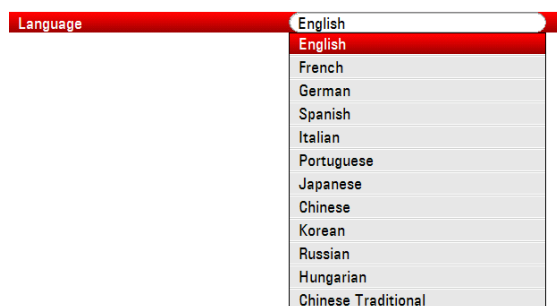 Language English
English
French
German
Spanish
Italian
Portuguese
Japanese
Chinese
Korean
Russian
Hungarian
Chinese Traditional